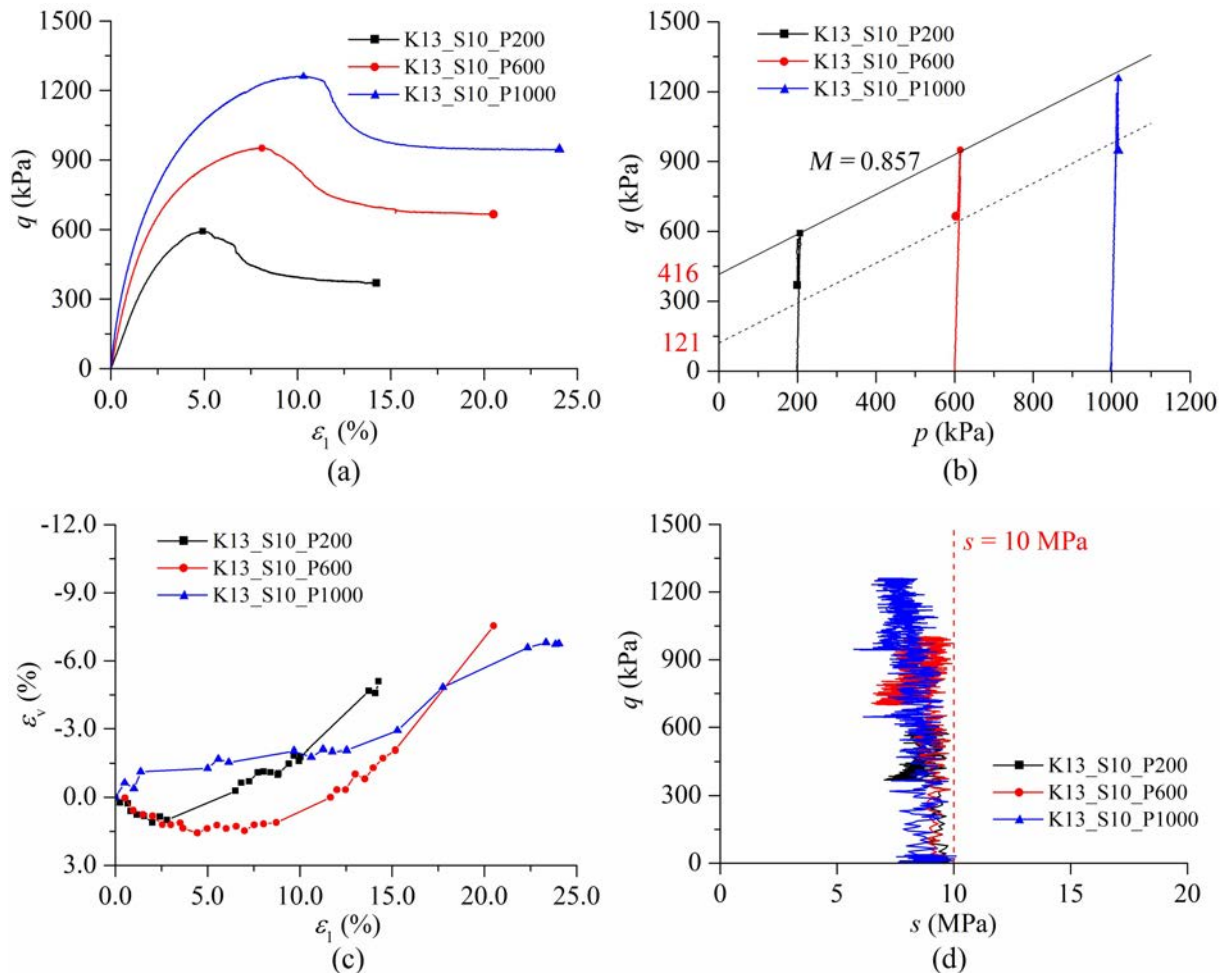 1500
1200
900
600
300
0
q (kPa)
K13_S10_P200
K13_S10_P600
K13_S10_P1000
0.0 5.0 10.0 15.0 20.0 25.0
ε₁ (%)
(a)
1500
1200
900
600
416
300
121
0
q (kPa)
K13_S10_P200
K13_S10_P600
K13_S10_P1000
M = 0.857
0 200 400 600 800 1000 1200
p (kPa)
(b)
-12.0
-9.0
-6.0
-3.0
0.0
3.0
εᵥ (%)
K13_S10_P200
K13_S10_P600
K13_S10_P1000
0.0 5.0 10.0 15.0 20.0 25.0
ε₁ (%)
(c)
1500
1200
900
600
300
0
q (kPa)
s = 10 MPa
K13_S10_P200
K13_S10_P600
K13_S10_P1000
0 5 10 15 20
s (MPa)
(d)